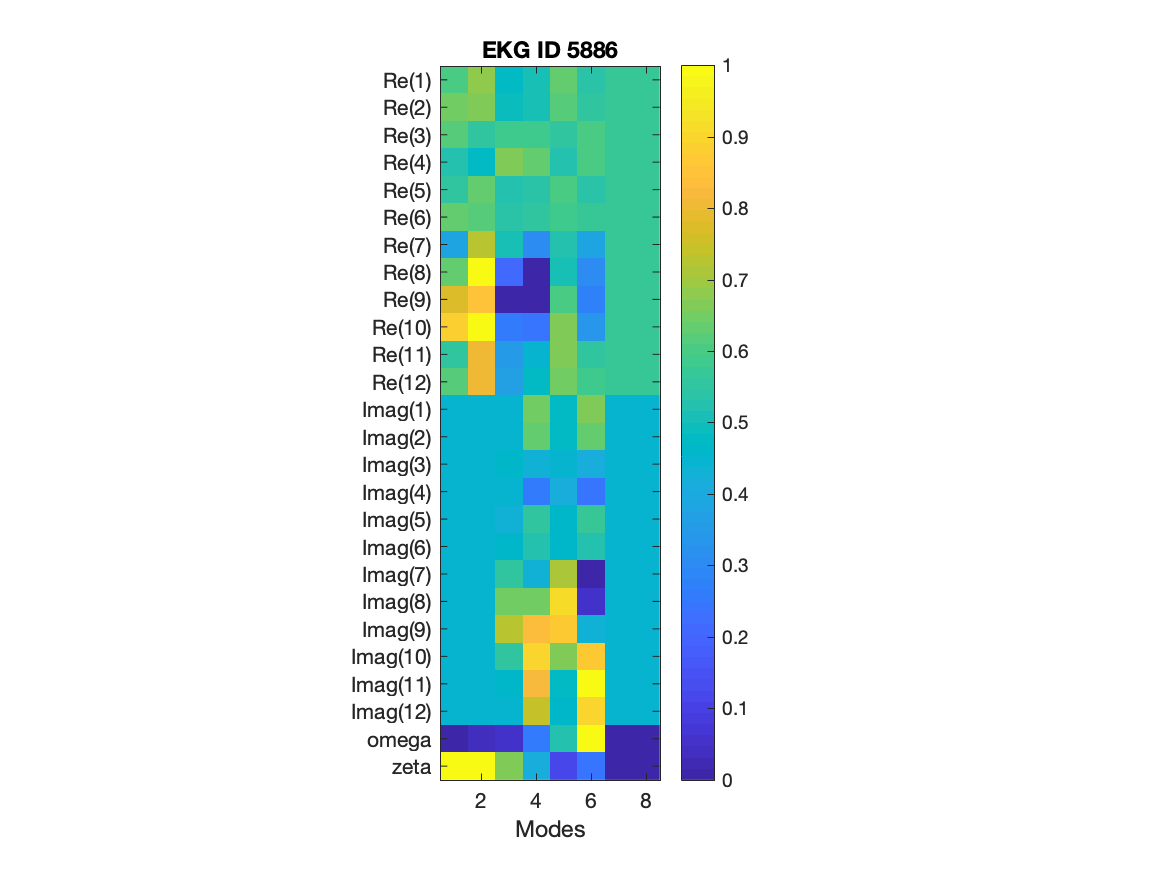 EKG ID 5886
Re(1)
Re(2)
Re(3)
Re(4)
Re(5)
Re(6)
Re(7)
Re(8)
Re(9)
Re(10)
Re(11)
Re(12)
Imag(1)
Imag(2)
Imag(3)
Imag(4)
Imag(5)
Imag(6)
Imag(7)
Imag(8)
Imag(9)
Imag(10)
Imag(11)
Imag(12)
omega
zeta
2 4 6 8
Modes
1
0.9
0.8
0.7
0.6
0.5
0.4
0.3
0.2
0.1
0